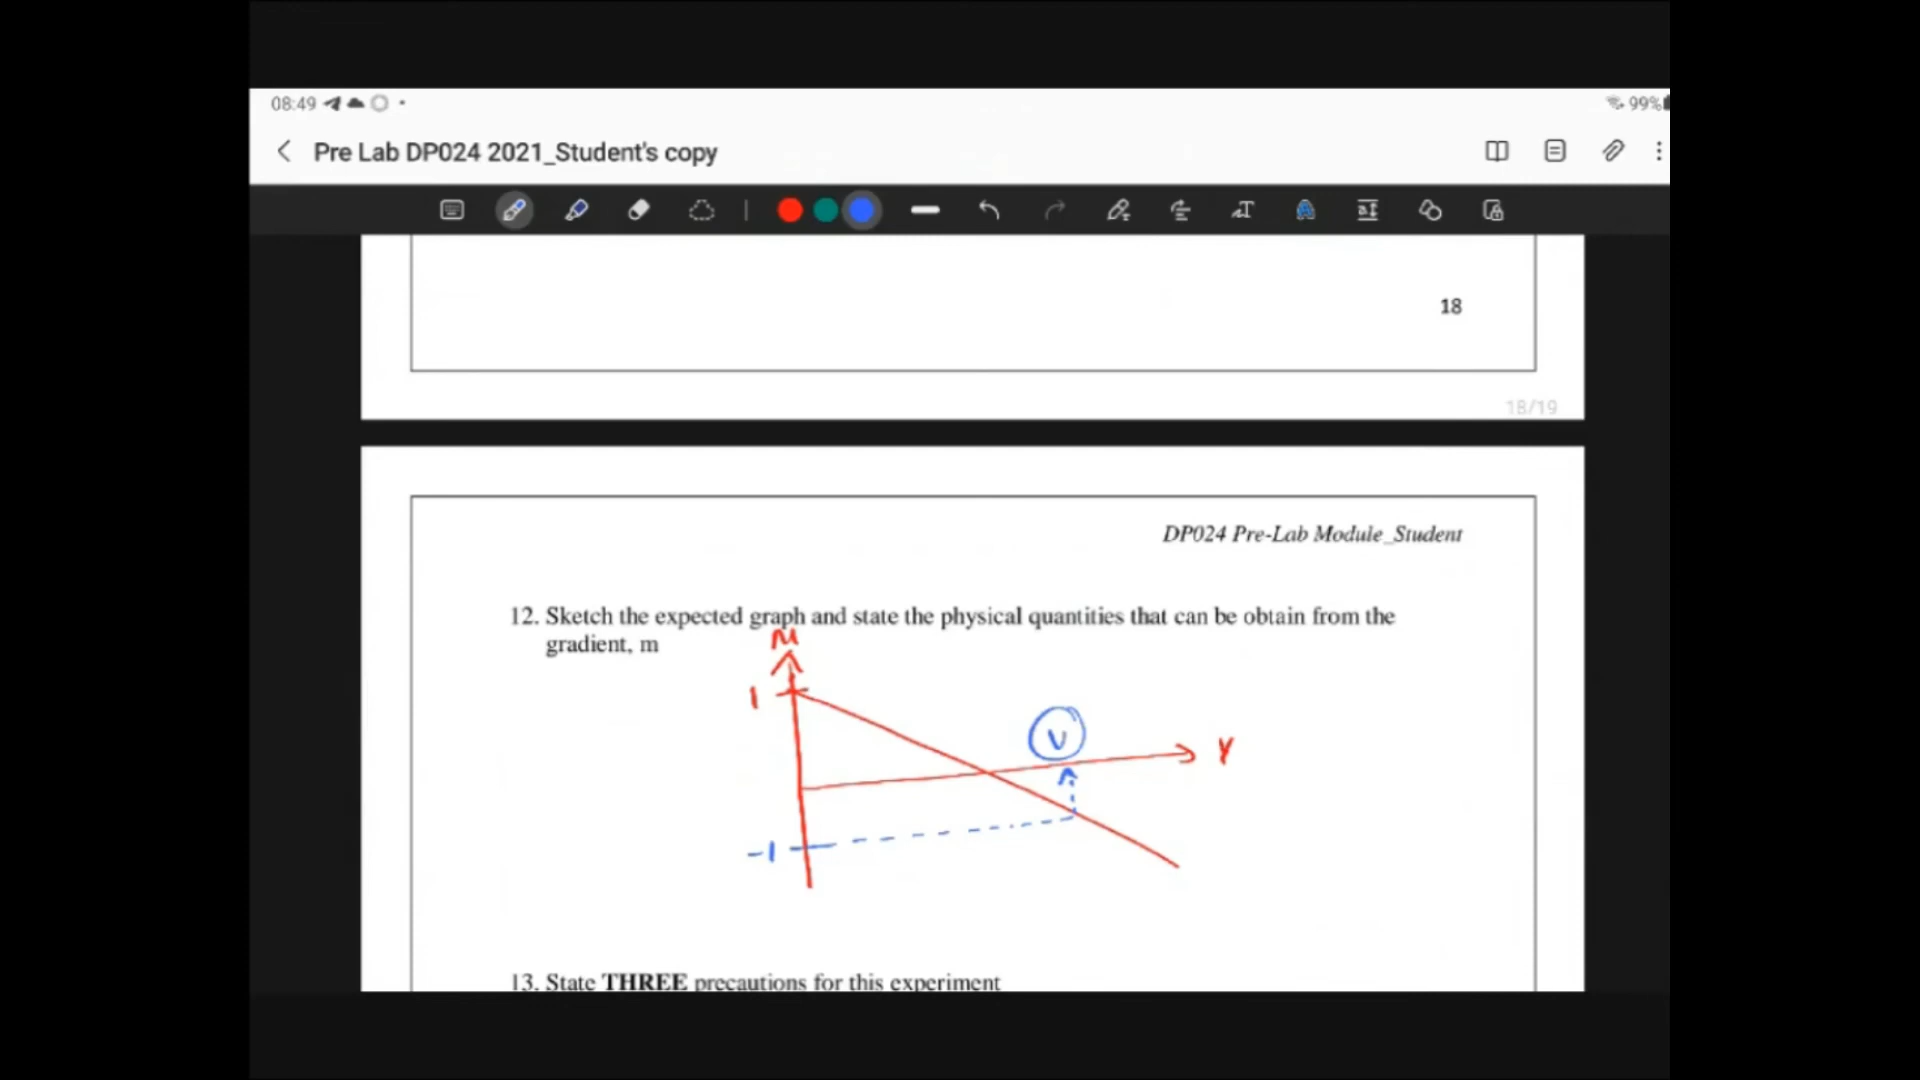 08:49
99%
Pre Lab DP024 2021_Student's copy
18
18/19
DP024 Pre-Lab Module_Student
12. Sketch the expected graph and state the physical quantities that can be obtain from the
gradient, m
M
1
V
Y
-1
13. State THREE precautions for this experiment